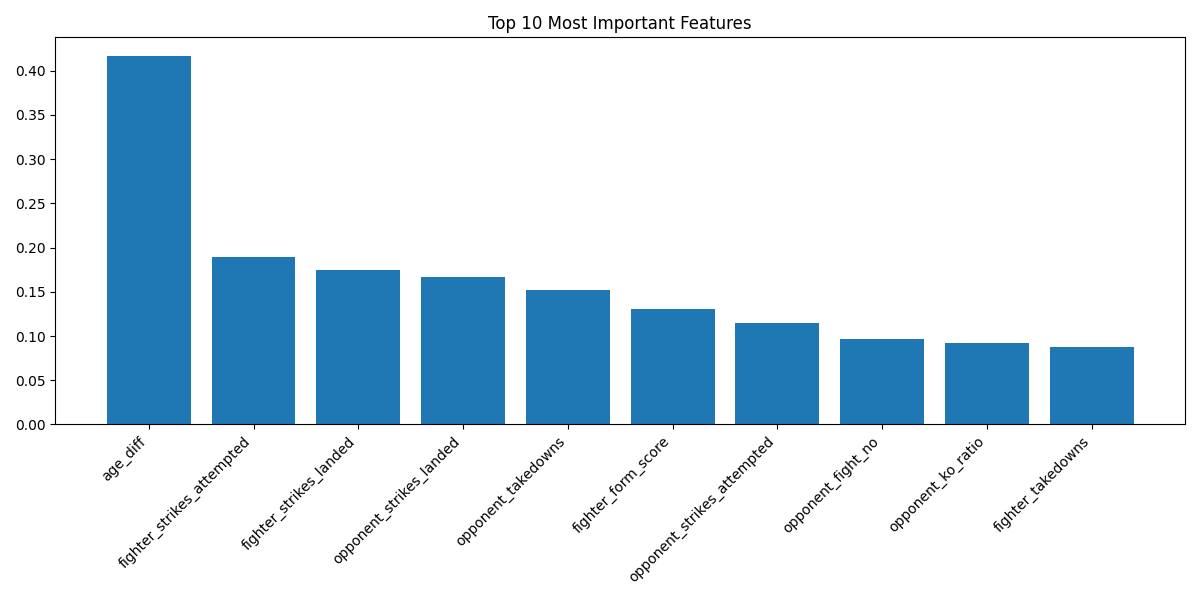 Top 10 Most Important Features
0.40
0.35
0.30
0.25
0.20
0.15
0.10
0.05
0.00
age_diff
fighter_strikes_attempted
fighter_strikes_landed
opponent_strikes_landed
opponent_takedowns
fighter_form_score
opponent_strikes_attempted
opponent_fight_no
opponent_ko_ratio
fighter_takedowns